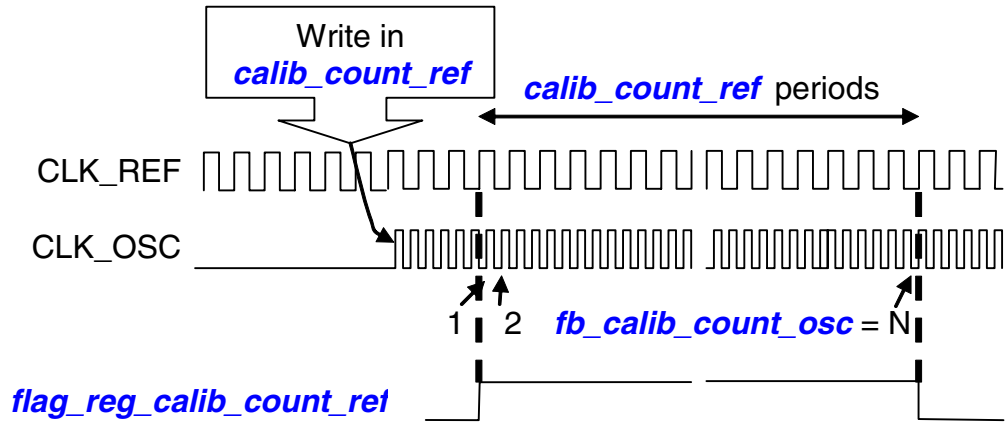 Write in
calib_count_ref
calib_count_ref periods
CLK_REF
CLK_OSC
1 2 fb_calib_count_osc = N
flag_reg_calib_count_ref